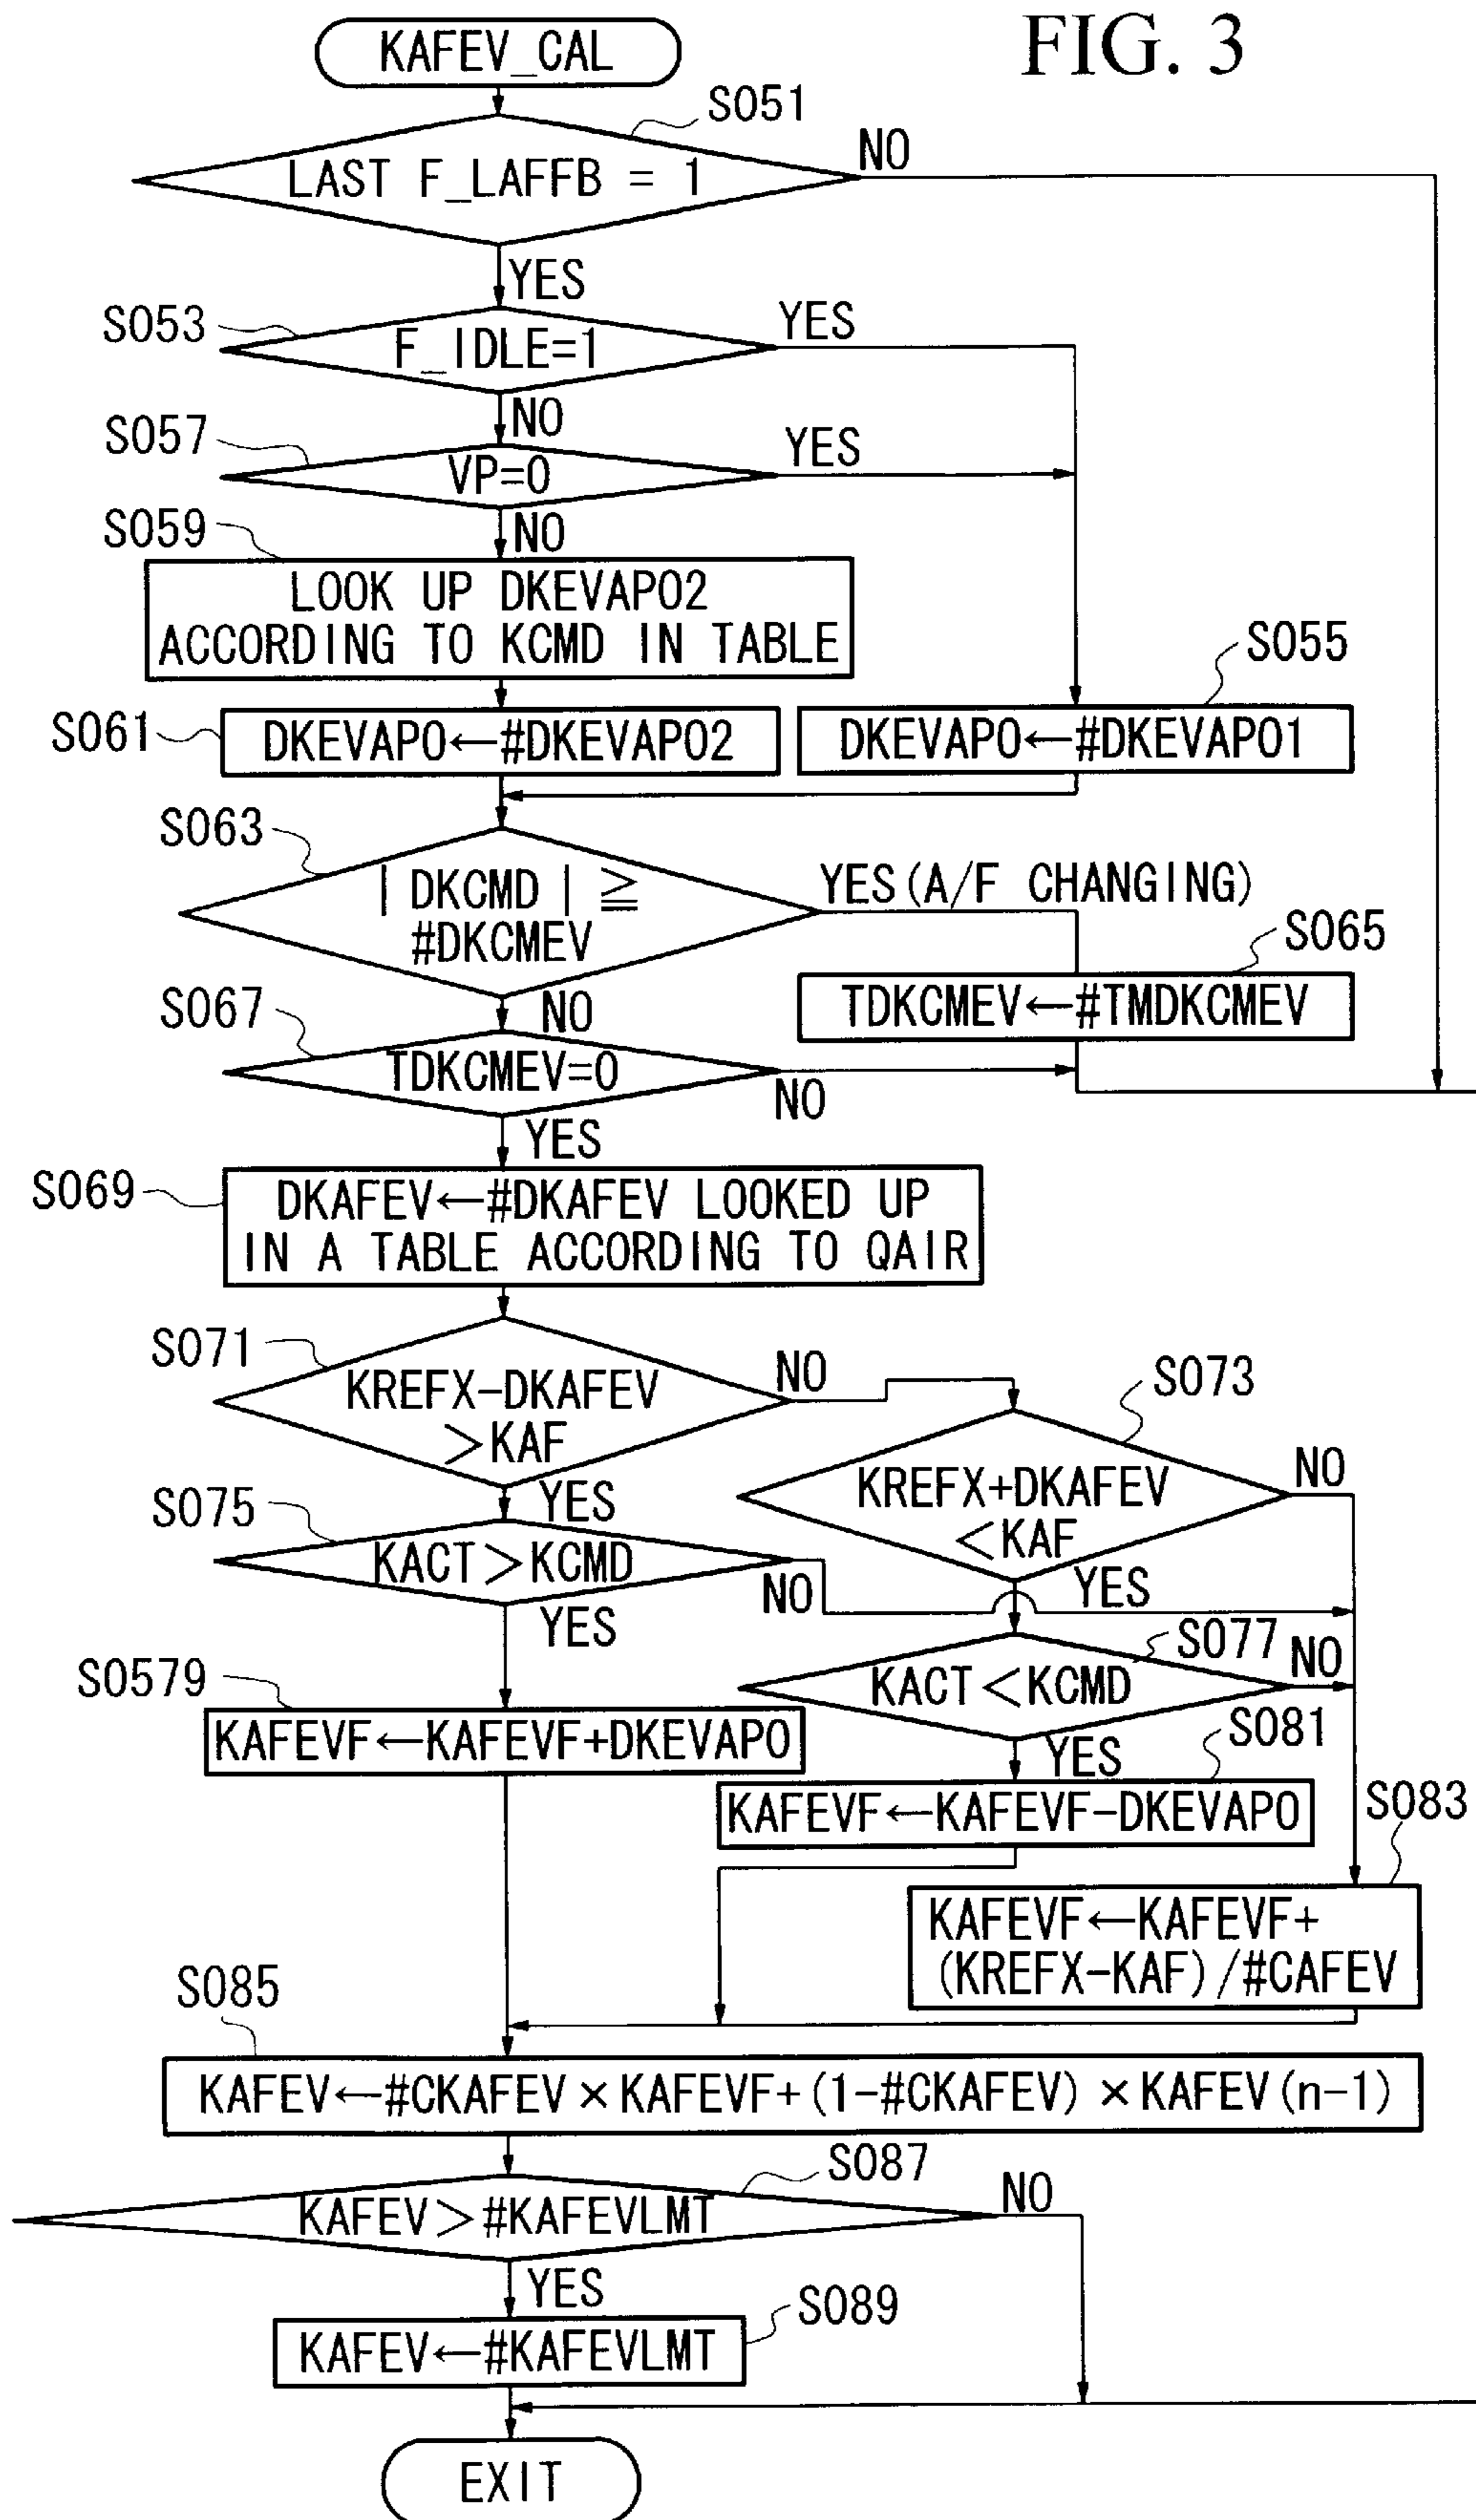 FIG. 3
KAFEV_CAL
S051
LAST F_LAFFB = 1
NO
YES
S053
F_IDLE=1
YES
NO
S057
VP=0
YES
NO
S059
LOOK UP DKEVAPO2
ACCORDING TO KCMD IN TABLE
S055
S061
DKEVAPO←#DKEVAPO2
DKEVAPO←#DKEVAPO1
S063
| DKCMD | ≧
#DKCMEV
YES(A/F CHANGING)
S065
NO
TDKCMEV←#TMDKCMEV
S067
TDKCMEV=0
NO
YES
S069
DKAFEV←#DKAFEV LOOKED UP
IN A TABLE ACCORDING TO QAIR
S071
KREFX-DKAFEV
>KAF
NO
YES
S073
KREFX+DKAFEV
<KAF
NO
YES
S075
KACT>KCMD
NO
YES
S077
KACT<KCMD
NO
YES
S0579
KAFEVF←KAFEVF+DKEVAPO
S081
KAFEVF←KAFEVF-DKEVAPO
S083
KAFEVF←KAFEVF+
(KREFX-KAF)/#CAFEV
S085
KAFEV←#CKAFEV×KAFEVF+(1-#CKAFEV)×KAFEV(n-1)
S087
KAFEV>#KAFEVLMT
NO
YES
S089
KAFEV←#KAFEVLMT
EXIT